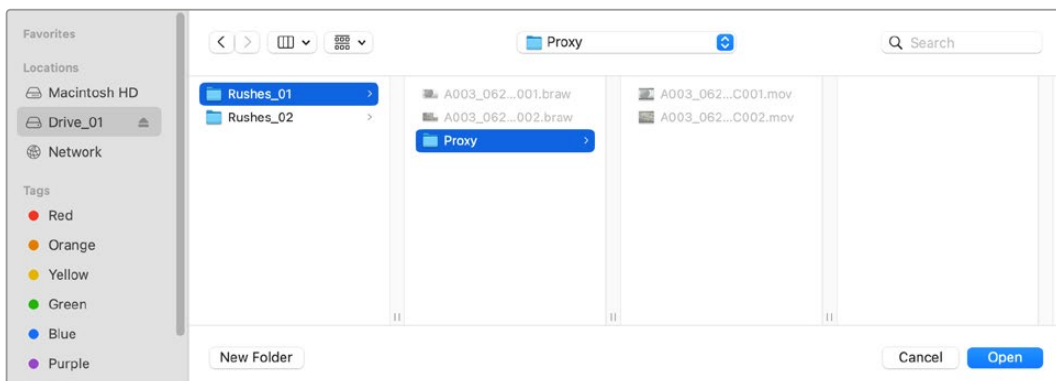 Favorites
Locations
Macintosh HD
Drive_01
Network
Tags
Red
Orange
Yellow
Green
Blue
Purple
Proxy
Search
Rushes_01
Rushes_02
A003_062...001.braw
A003_062...002.braw
Proxy
A003_062...C001.mov
A003_062...C002.mov
New Folder
Cancel
Open